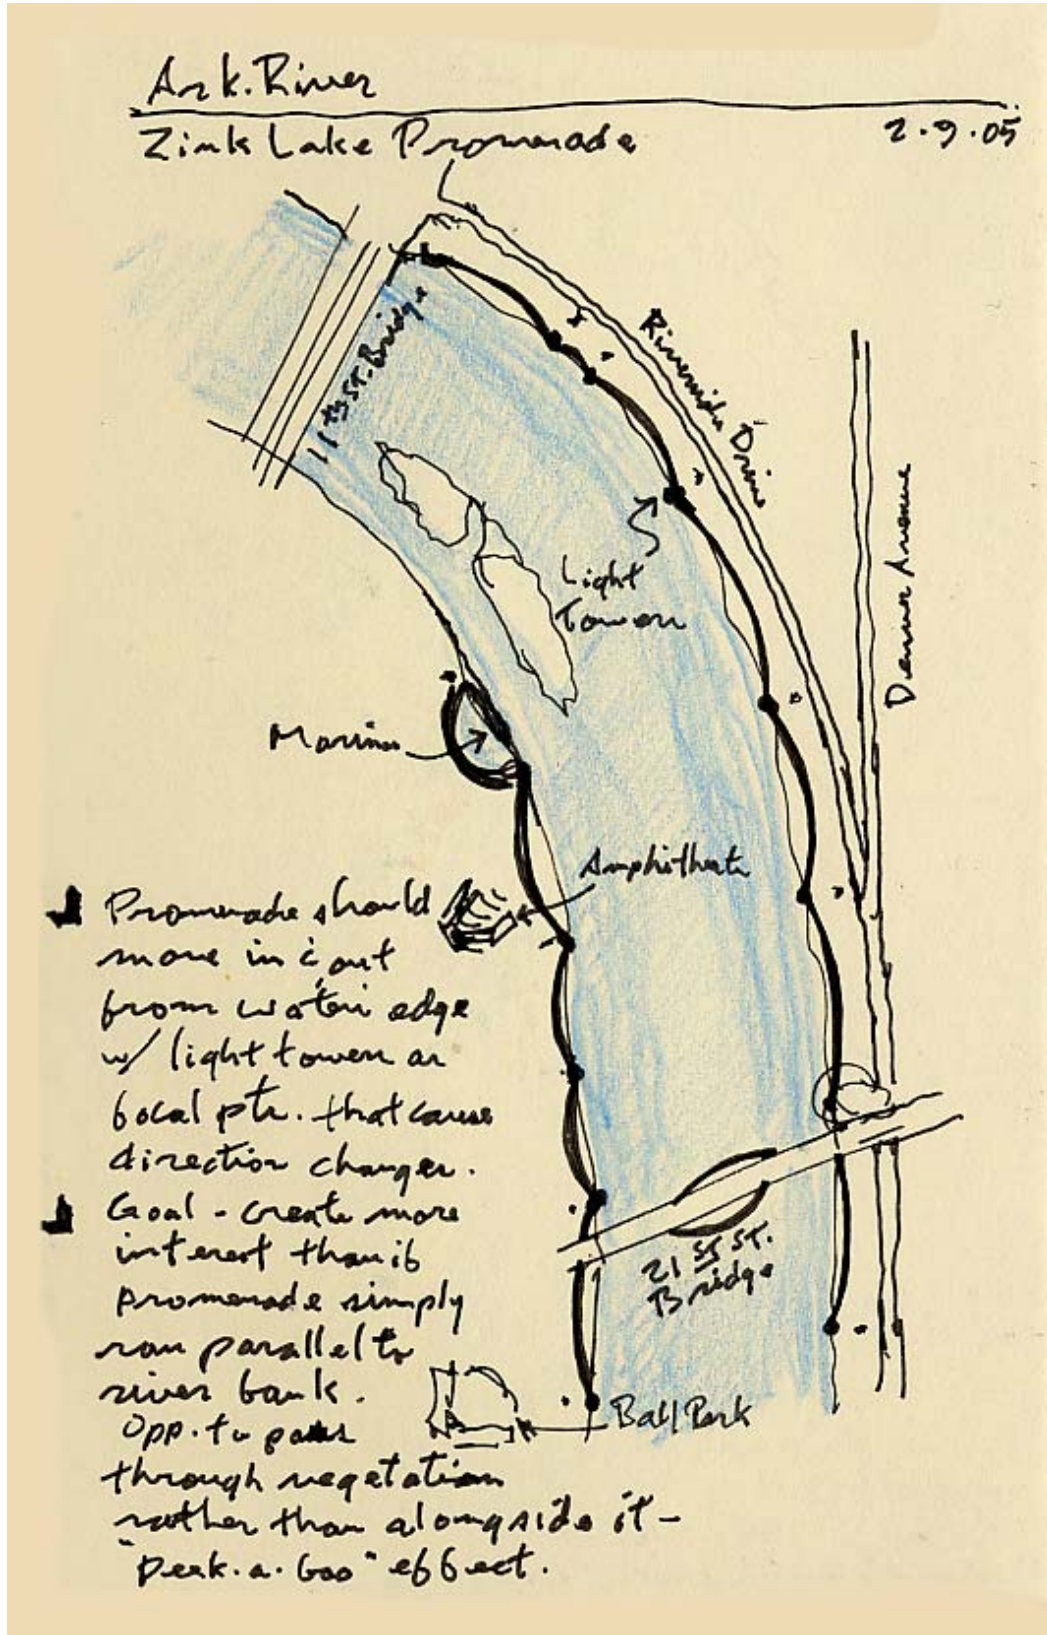 Ark. River
Zink Lake Promenade
2.9.05
11th ST. Bridge
Riverside Drive
Denver Avenue
Light
Towers
Marina
Amphitheatre
Promenade should
move in & out
from water's edge
w/ light towers as
focal pts. that cause
direction changes.
Goal - create more
interest than if
promenade simply
ran parallel to
river bank.
Opp. to pass
through vegetation
rather than alongside it -
"Peek.a.boo" effect.
21ST ST.
Bridge
Ball Park